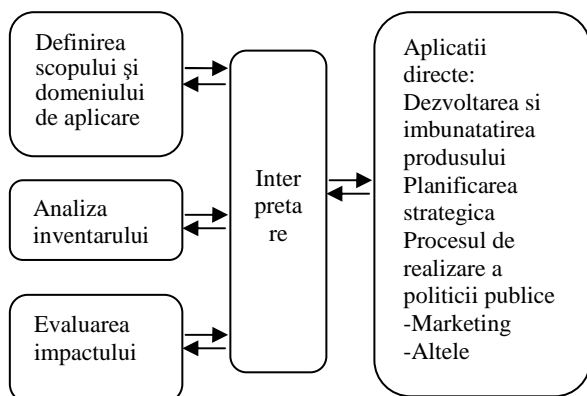 Definirea
scopului şi
domeniului
de aplicare
Analiza
inventarului
Evaluarea
impactului
Inter
preta
re
Aplicatii
directe:
Dezvoltarea si
imbunatatirea
produsului
Planificarea
strategica
Procesul de
realizare a
politicii publice
-Marketing
-Altele